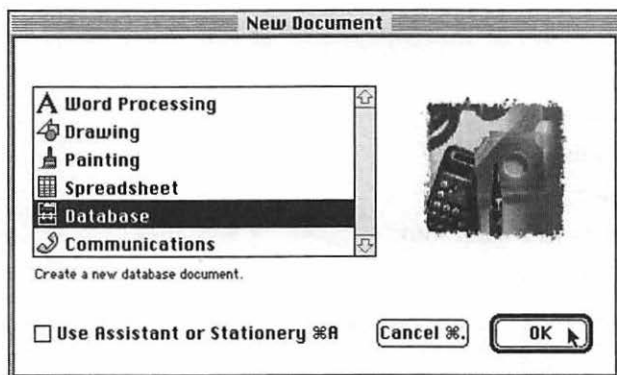 New Document
Word Processing
Drawing
Painting
Spreadsheet
Database
Communications
Create a new database document.
Use Assistant or Stationery ⌘A
Cancel ⌘.
OK